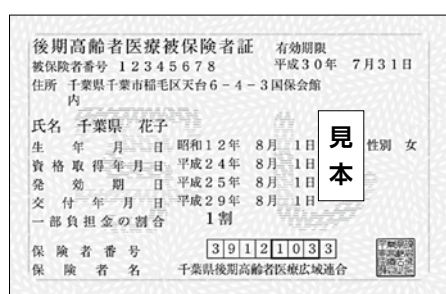 後期高齢者医療被保険者証 有効期限
被保険者番号 12345678 平成30年 7月31日
住所 千葉県千葉市稲毛区天台6-4-3国保会館
内
氏名 千葉県 花子
生年月日 昭和12年 8月 1日 性別 女
資格取得年月日 平成24年 8月 1日
発効期日 平成25年 8月 1日
交付年月日 平成29年 8月 1日
一部負担金の割合 1割
見本
保険者番号 39121033
保険者名 千葉県後期高齢者医療広域連合